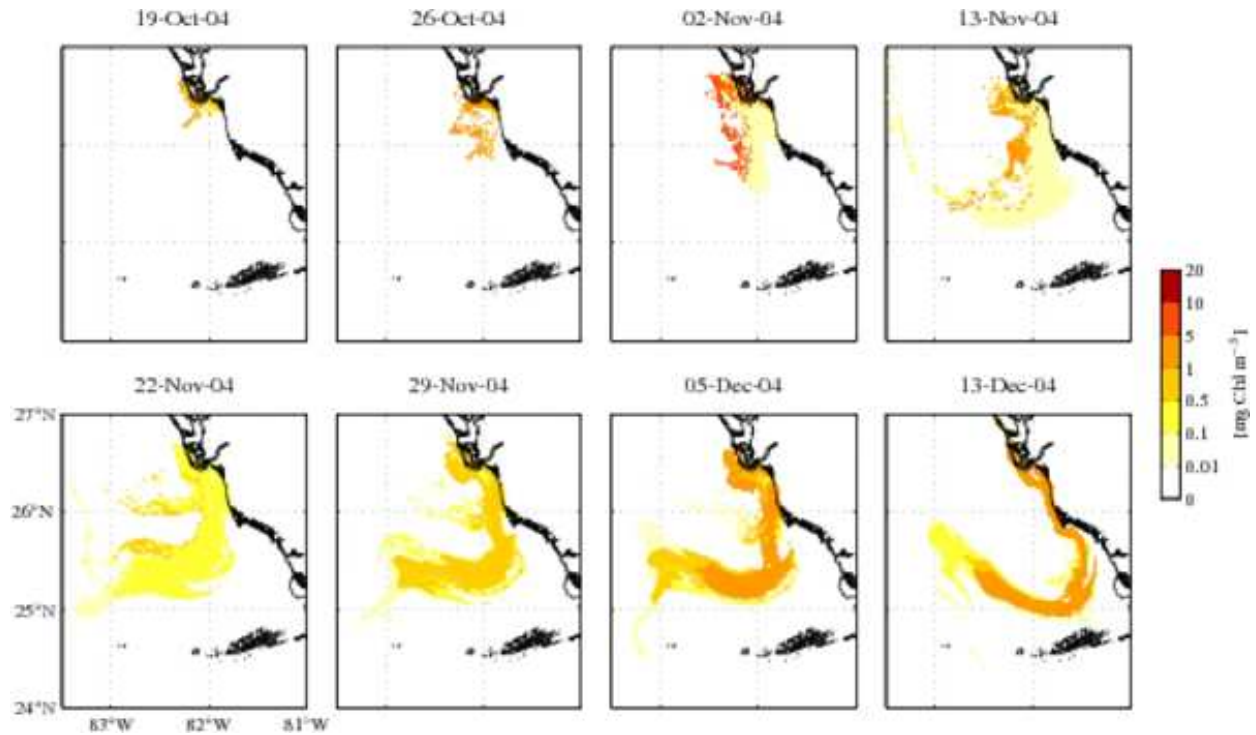 19-Oct-04 26-Oct-04 02-Nov-04 13-Nov-04
20
10
5
1
0.5
0.1
0.01
0
[mg Chl m⁻³]
22-Nov-04 29-Nov-04 05-Dec-04 13-Dec-04
27°N
26°N
25°N
24°N
83°W 82°W 81°W